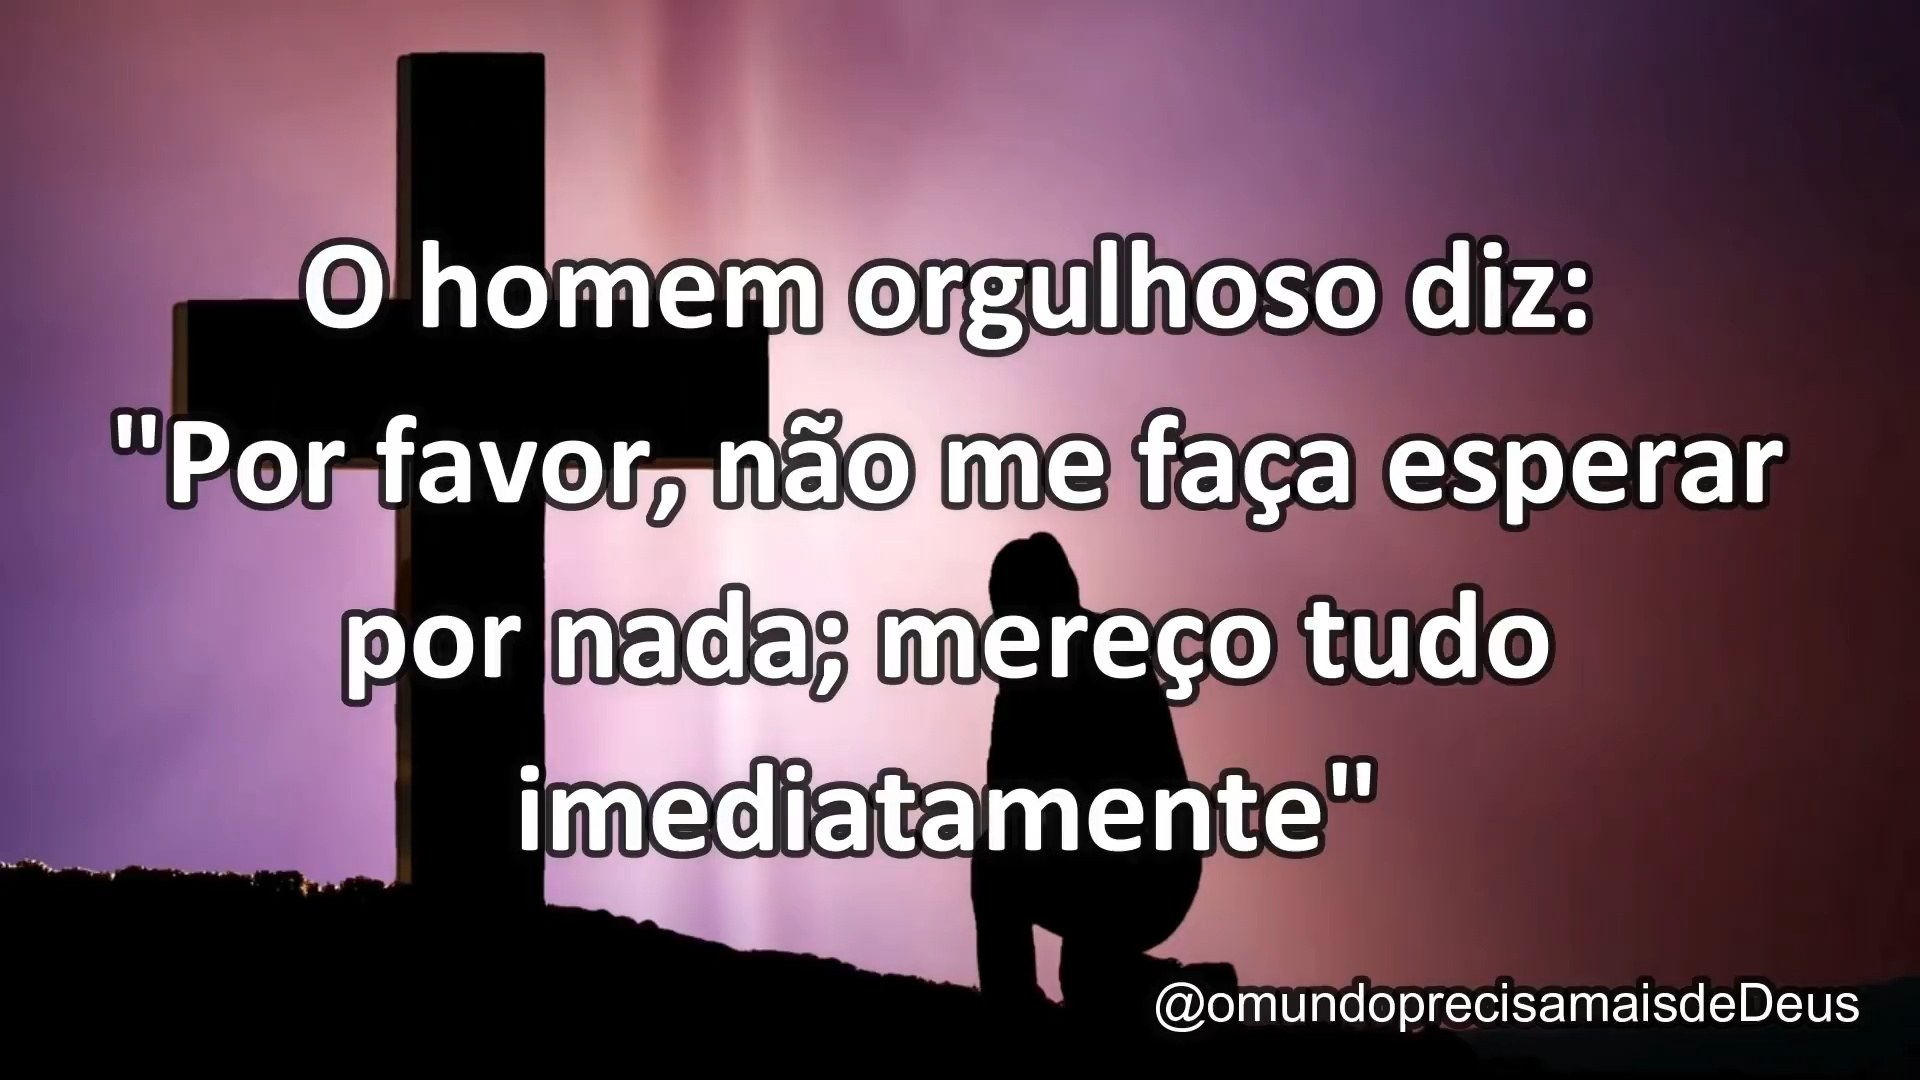 O homem orgulhoso diz:
"Por favor, não me faça esperar
por nada; mereço tudo
imediatamente"
@omundoprecisamaisdeDeus